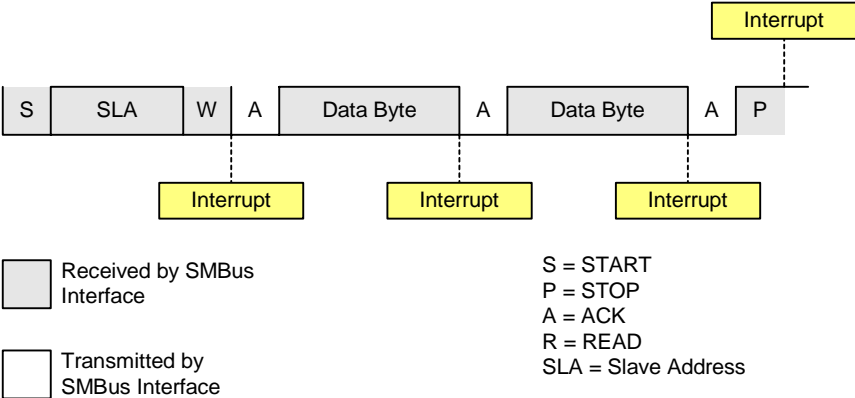 Interrupt
S SLA W A Data Byte A Data Byte A P
Interrupt Interrupt Interrupt
Received by SMBus
Interface
Transmitted by
SMBus Interface
S = START
P = STOP
A = ACK
R = READ
SLA = Slave Address